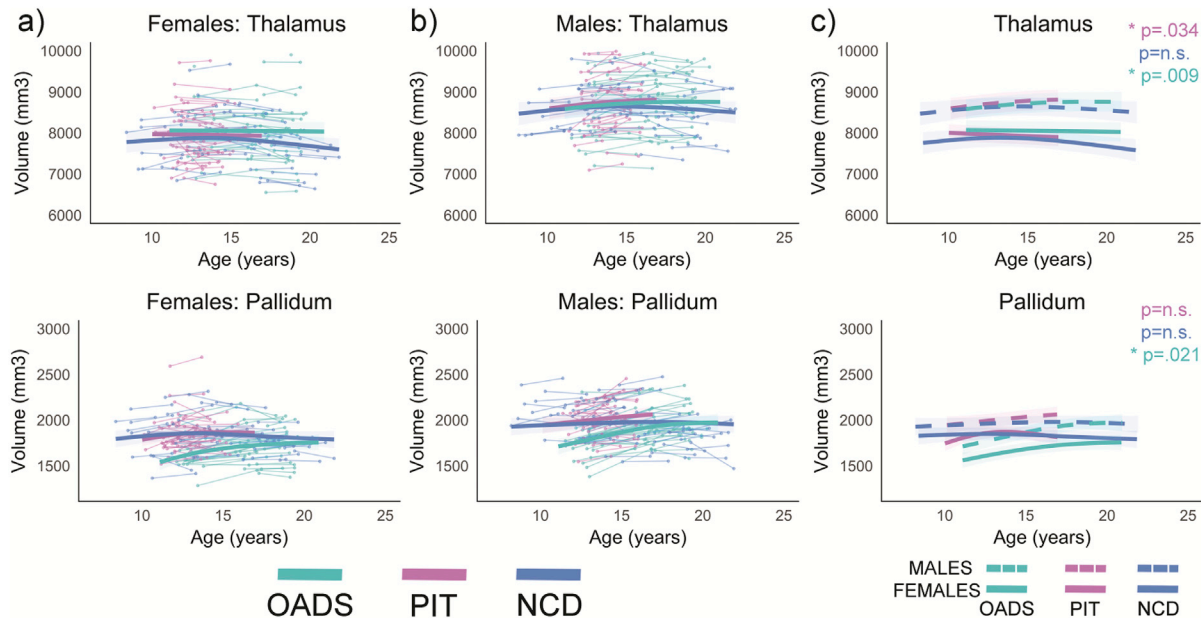 a)
Females: Thalamus
Volume (mm3)
10000
9000
8000
7000
6000
10 15 20 25
Age (years)
b)
Males: Thalamus
Volume (mm3)
10000
9000
8000
7000
6000
10 15 20 25
Age (years)
c)
Thalamus
* p=.034
p=n.s.
* p=.009
Volume (mm3)
10000
9000
8000
7000
6000
10 15 20 25
Age (years)
Females: Pallidum
Volume (mm3)
3000
2500
2000
1500
10 15 20 25
Age (years)
Males: Pallidum
Volume (mm3)
3000
2500
2000
1500
10 15 20 25
Age (years)
Pallidum
p=n.s.
p=n.s.
* p=.021
Volume (mm3)
3000
2500
2000
1500
10 15 20 25
Age (years)
OADS PIT NCD
MALES
FEMALES
OADS PIT NCD